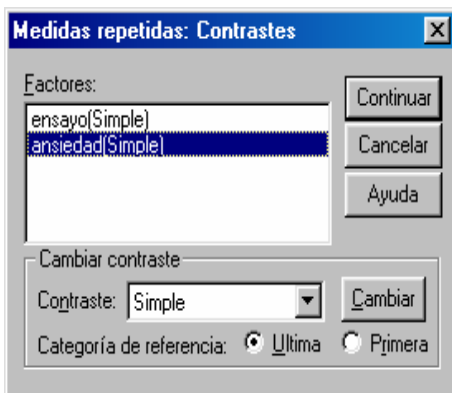 Medidas repetidas: Contrastes
Factores:
ensayo(Simple)
ansiedad(Simple)
Continuar
Cancelar
Ayuda
Cambiar contraste
Contraste: Simple Cambiar
Categoría de referencia: Ultima Primera